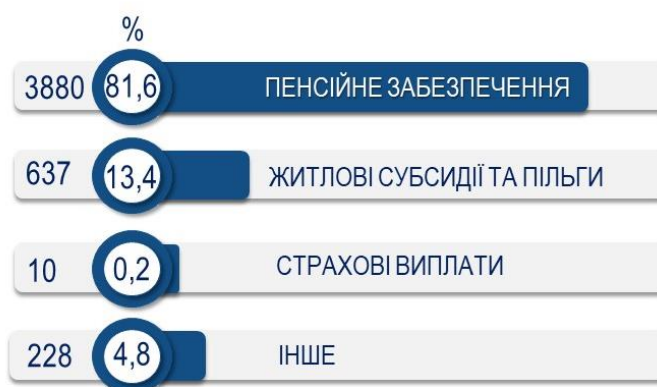 %
3880 81,6 ПЕНСІЙНЕ ЗАБЕЗПЕЧЕННЯ
637 13,4 ЖИТЛОВІ СУБСИДІЇ ТА ПІЛЬГИ
10 0,2 СТРАХОВІ ВИПЛАТИ
228 4,8 ІНШЕ